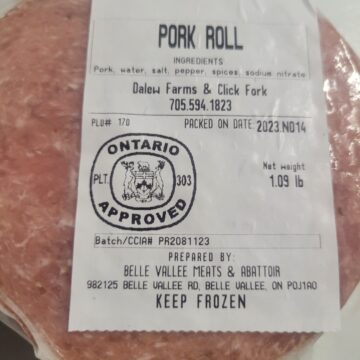 PORK ROLL
INGREDIENTS
Pork, water, salt, pepper, spices, sodium nitrate
Dalew Farms & Click Fork
705.594.1823
PLU# 170
PACKED ON DATE: 2023.NO14
ONTARIO
PLT. 303
APPROVED
Net weight
1.09 lb
Batch/CCIA# PR2081123
PREPARED BY:
BELLE VALLEE MEATS & ABATTOIR
982125 BELLE VALLEE RD, BELLE VALLEE, ON P0J1A0
KEEP FROZEN